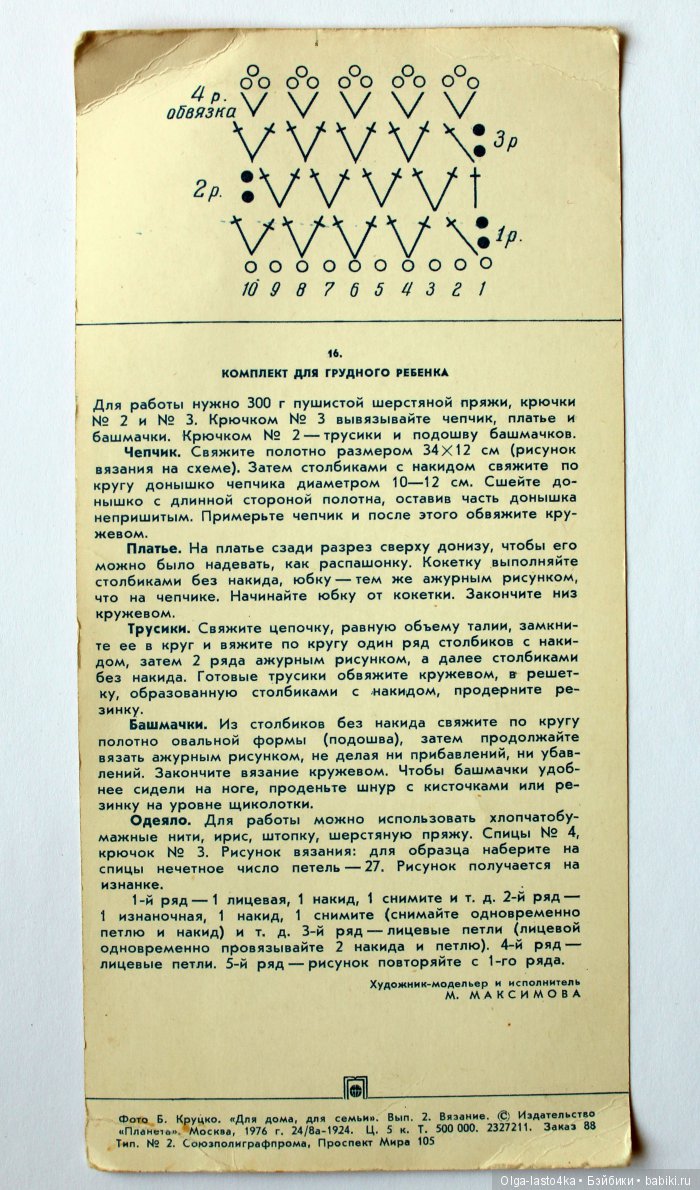 4 р.
обвязка
3р
2р.
1р.
10 9 8 7 6 5 4 3 2 1
16.
КОМПЛЕКТ ДЛЯ ГРУДНОГО РЕБЕНКА
Для работы нужно 300 г пушистой шерстяной пряжи, крючки
№ 2 и № 3. Крючком № 3 вывязывайте чепчик, платье и
башмачки. Крючком № 2 — трусики и подошву башмачков.
Чепчик. Свяжите полотно размером 34×12 см (рисунок
вязания на схеме). Затем столбиками с накидом свяжите по
кругу донышко чепчика диаметром 10—12 см. Сшейте до-
нышко с длинной стороной полотна, оставив часть донышка
непришитым. Примерьте чепчик и после этого обвяжите кру-
жевом.
Платье. На платье сзади разрез сверху донизу, чтобы его
можно было надевать, как распашонку. Кокетку выполняйте
столбиками без накида, юбку — тем же ажурным рисунком,
что на чепчике. Начинайте юбку от кокетки. Закончите низ
кружевом.
Трусики. Свяжите цепочку, равную объему талии, замкни-
те ее в круг и вяжите по кругу один ряд столбиков с наки-
дом, затем 2 ряда ажурным рисунком, а далее столбиками
без накида. Готовые трусики обвяжите кружевом, в решет-
ку, образованную столбиками с накидом, продерните ре-
зинку.
Башмачки. Из столбиков без накида свяжите по кругу
полотно овальной формы (подошва), затем продолжайте
вязать ажурным рисунком, не делая ни прибавлений, ни убав-
лений. Закончите вязание кружевом. Чтобы башмачки удоб-
нее сидели на ноге, проденьте шнур с кисточками или ре-
зинку на уровне щиколотки.
Одеяло. Для работы можно использовать хлопчатобу-
мажные нити, ирис, штопку, шерстяную пряжу. Спицы № 4,
крючок № 3. Рисунок вязания: для образца наберите на
спицы нечетное число петель — 27. Рисунок получается на
изнанке.
1-й ряд — 1 лицевая, 1 накид, 1 снимите и т. д. 2-й ряд —
1 изнаночная, 1 накид, 1 снимите (снимайте одновременно
петлю и накид) и т. д. 3-й ряд — лицевые петли (лицевой
одновременно провязывайте 2 накида и петлю). 4-й ряд —
лицевые петли. 5-й ряд — рисунок повторяйте с 1-го ряда.
Художник-модельер и исполнитель
М. МАКСИМОВА
Фото Б. Круцко. «Для дома, для семьи». Вып. 2. Вязание. © Издательство
«Планета». Москва, 1976 г. 24/8а-1924. Ц. 5 к. Т. 500 000. 2327211. Заказ 88
Тип. № 2. Союзполиграфпрома, Проспект Мира 105
Olga-lasto4ka / Бэйбики / babiki.ru